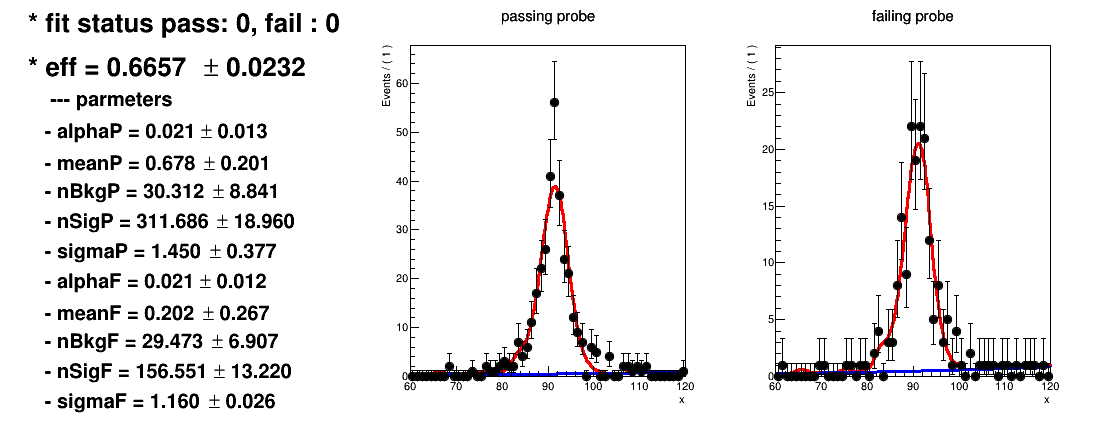 * fit status pass: 0, fail : 0
* eff = 0.6657 ± 0.0232
--- parmeters
- alphaP = 0.021 ± 0.013
- meanP = 0.678 ± 0.201
- nBkgP = 30.312 ± 8.841
- nSigP = 311.686 ± 18.960
- sigmaP = 1.450 ± 0.377
- alphaF = 0.021 ± 0.012
- meanF = 0.202 ± 0.267
- nBkgF = 29.473 ± 6.907
- nSigF = 156.551 ± 13.220
- sigmaF = 1.160 ± 0.026
passing probe
Events / ( 1 )
60
50
40
30
20
10
0
60 70 80 90 100 110 120
x
failing probe
Events / ( 1 )
25
20
15
10
5
0
60 70 80 90 100 110 120
x